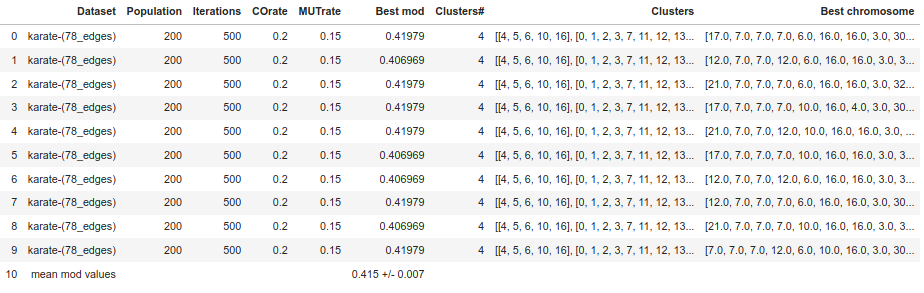 Dataset Population Iterations COrate MUTrate Best mod Clusters# Clusters Best chromosome
0 karate-(78_edges) 200 500 0.2 0.15 0.41979 4 [[4, 5, 6, 10, 16], [0, 1, 2, 3, 7, 11, 12, 13... [17.0, 7.0, 7.0, 7.0, 6.0, 16.0, 16.0, 3.0, 30...
1 karate-(78_edges) 200 500 0.2 0.15 0.406969 4 [[4, 5, 6, 10, 16], [0, 1, 2, 3, 7, 11, 12, 13... [12.0, 7.0, 7.0, 12.0, 6.0, 16.0, 16.0, 3.0, 3...
2 karate-(78_edges) 200 500 0.2 0.15 0.41979 4 [[4, 5, 6, 10, 16], [0, 1, 2, 3, 7, 11, 12, 13... [21.0, 7.0, 7.0, 7.0, 6.0, 16.0, 16.0, 3.0, 32...
3 karate-(78_edges) 200 500 0.2 0.15 0.41979 4 [[4, 5, 6, 10, 16], [0, 1, 2, 3, 7, 11, 12, 13... [17.0, 7.0, 7.0, 7.0, 10.0, 16.0, 4.0, 3.0, 30...
4 karate-(78_edges) 200 500 0.2 0.15 0.41979 4 [[4, 5, 6, 10, 16], [0, 1, 2, 3, 7, 11, 12, 13... [21.0, 7.0, 7.0, 12.0, 10.0, 16.0, 16.0, 3.0, ...
5 karate-(78_edges) 200 500 0.2 0.15 0.406969 4 [[4, 5, 6, 10, 16], [0, 1, 2, 3, 7, 11, 12, 13... [17.0, 7.0, 7.0, 7.0, 10.0, 16.0, 16.0, 3.0, 3...
6 karate-(78_edges) 200 500 0.2 0.15 0.406969 4 [[4, 5, 6, 10, 16], [0, 1, 2, 3, 7, 11, 12, 13... [12.0, 7.0, 7.0, 12.0, 6.0, 16.0, 16.0, 3.0, 3...
7 karate-(78_edges) 200 500 0.2 0.15 0.41979 4 [[4, 5, 6, 10, 16], [0, 1, 2, 3, 7, 11, 12, 13... [12.0, 7.0, 7.0, 7.0, 6.0, 16.0, 16.0, 3.0, 30...
8 karate-(78_edges) 200 500 0.2 0.15 0.406969 4 [[4, 5, 6, 10, 16], [0, 1, 2, 3, 7, 11, 12, 13... [21.0, 7.0, 7.0, 7.0, 10.0, 16.0, 16.0, 3.0, 3...
9 karate-(78_edges) 200 500 0.2 0.15 0.41979 4 [[4, 5, 6, 10, 16], [0, 1, 2, 3, 7, 11, 12, 13... [7.0, 7.0, 7.0, 12.0, 6.0, 10.0, 16.0, 3.0, 30...
10 mean mod values 0.415 +/- 0.007